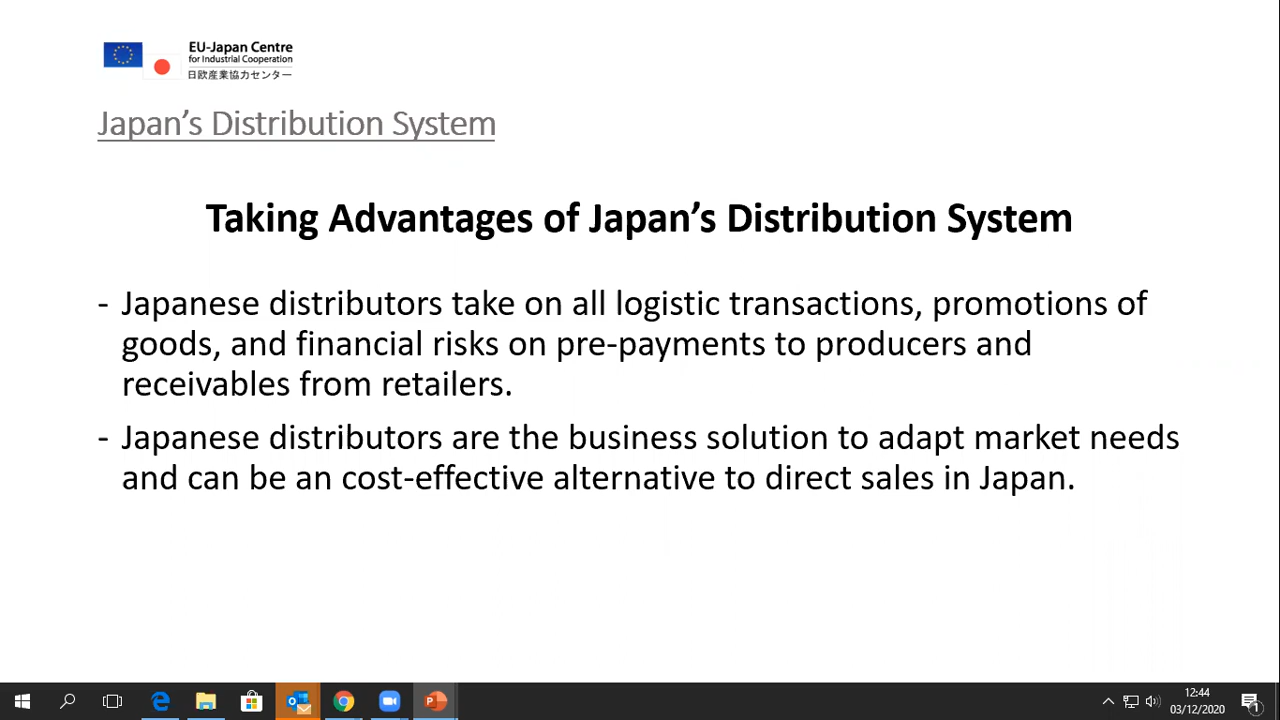 EU-Japan Centre
for Industrial Cooperation
日欧産業協力センター
Japan’s Distribution System
Taking Advantages of Japan’s Distribution System
- Japanese distributors take on all logistic transactions, promotions of
goods, and financial risks on pre-payments to producers and
receivables from retailers.
- Japanese distributors are the business solution to adapt market needs
and can be an cost-effective alternative to direct sales in Japan.
12:44
03/12/2020
1